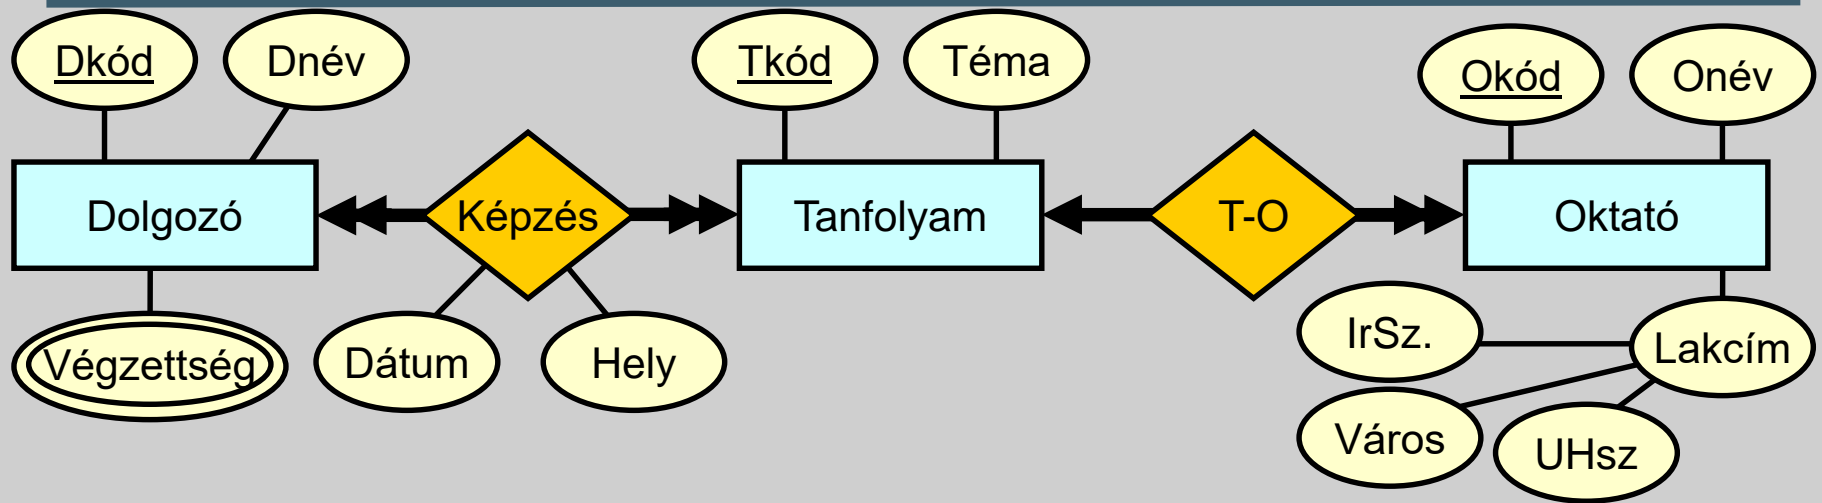 Dkód
Dnév
Tkód
Téma
Okód
Onév
Dolgozó
Képzés
Tanfolyam
T-O
Oktató
Végzettség
Dátum
Hely
IrSz.
Lakcím
Város
UHsz